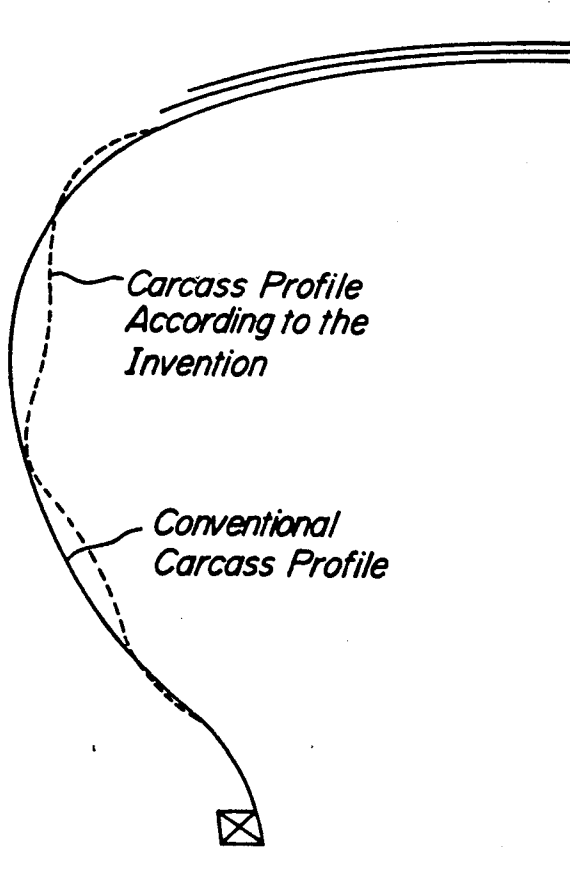 Carcass Profile
According to the
Invention
Conventional
Carcass Profile